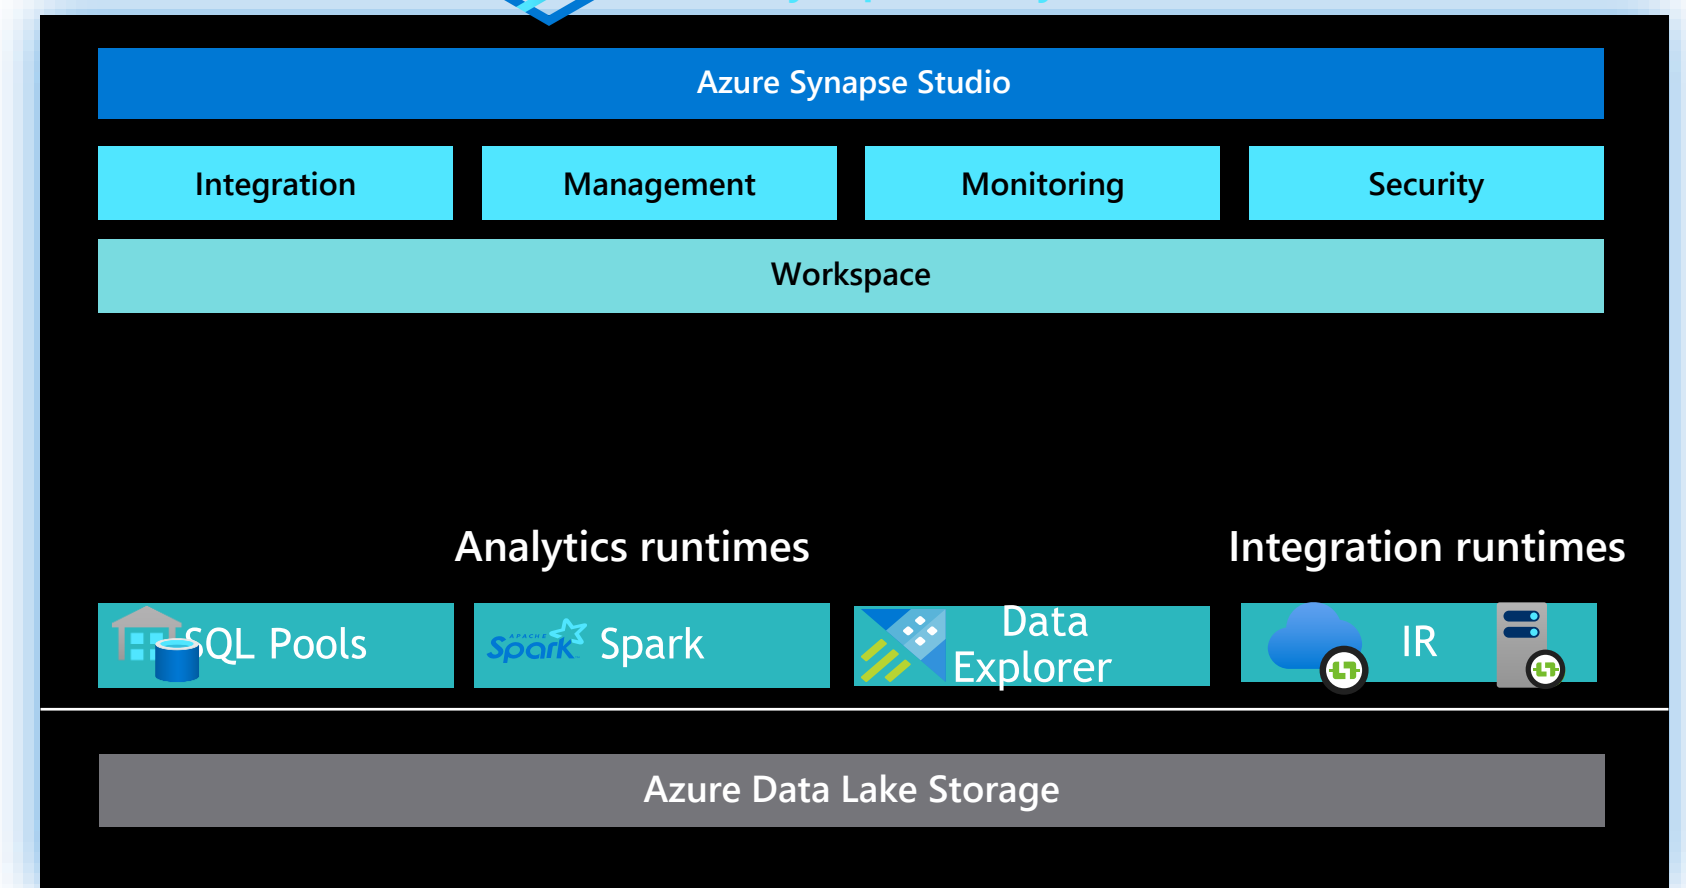 Azure Synapse Studio
Integration
Management
Monitoring
Security
Workspace
Analytics runtimes
Integration runtimes
SQL Pools
APACHE
Spark
Spark
Data
Explorer
IR
Azure Data Lake Storage